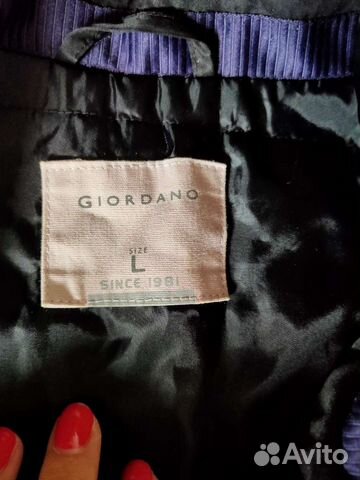 GIORDANO
SIZE
L
SINCE 1981
Avito